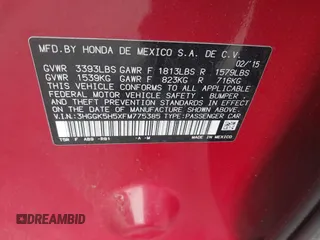 MFD.BY HONDA DE MEXICO S.A. DE C.V.
02/15
GVWR 3393LBS GAWR F 1813LBS R 1579LBS
GVWR 1539KG GAWR F 823KG R 716KG
THIS VEHICLE CONFORMS TO ALL APPLICABLE
FEDERAL MOTOR VEHICLE SAFETY, BUMPER,
AND THEFT PREVENTION STANDARDS IN EFFECT
ON THE DATE OF MANUFACTURE SHOWN ABOVE.
V.I.N.:3HGGK5H5XFM775385 TYPE:PASSENGER CAR
-A-M
MADE IN MEXICO
DREAMBID